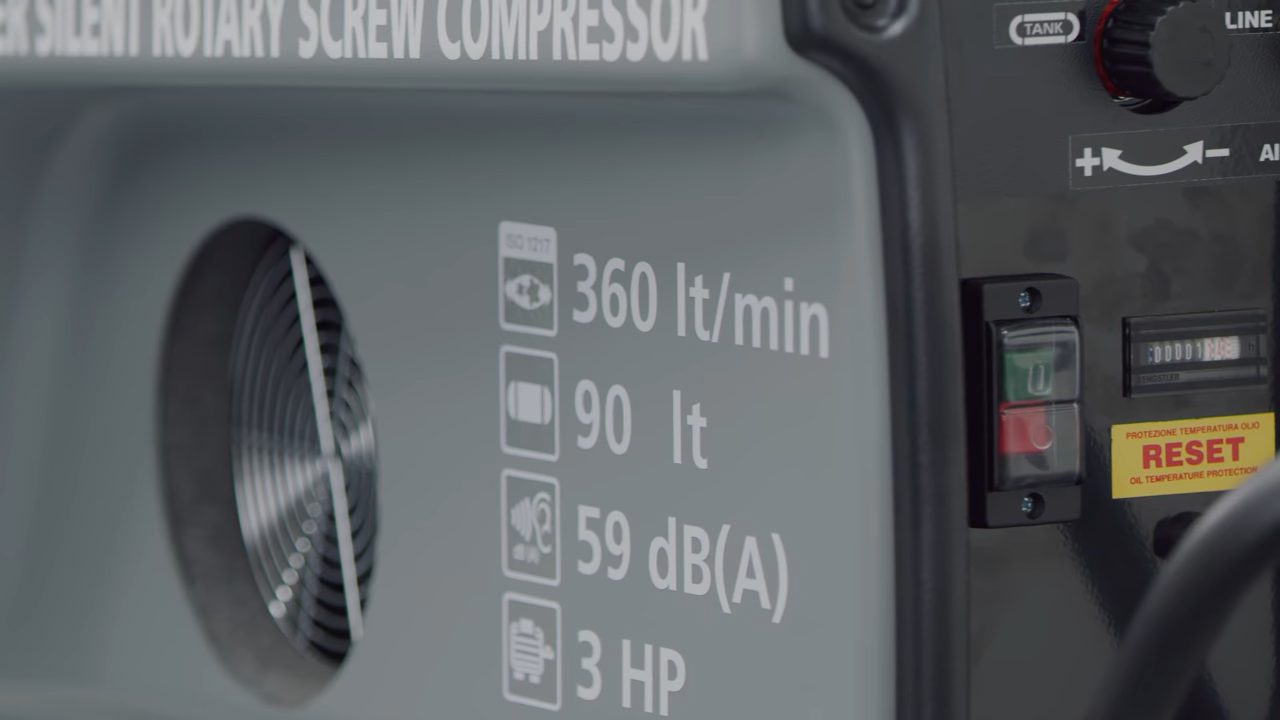 SILENT ROTARY SCREW COMPRESSOR
TANK
LINE
+ -
ISO 1217
360 lt/min
90 lt
59 dB(A)
3 HP
PROTEZIONE TEMPERATURA OLIO
RESET
OIL TEMPERATURE PROTECTION